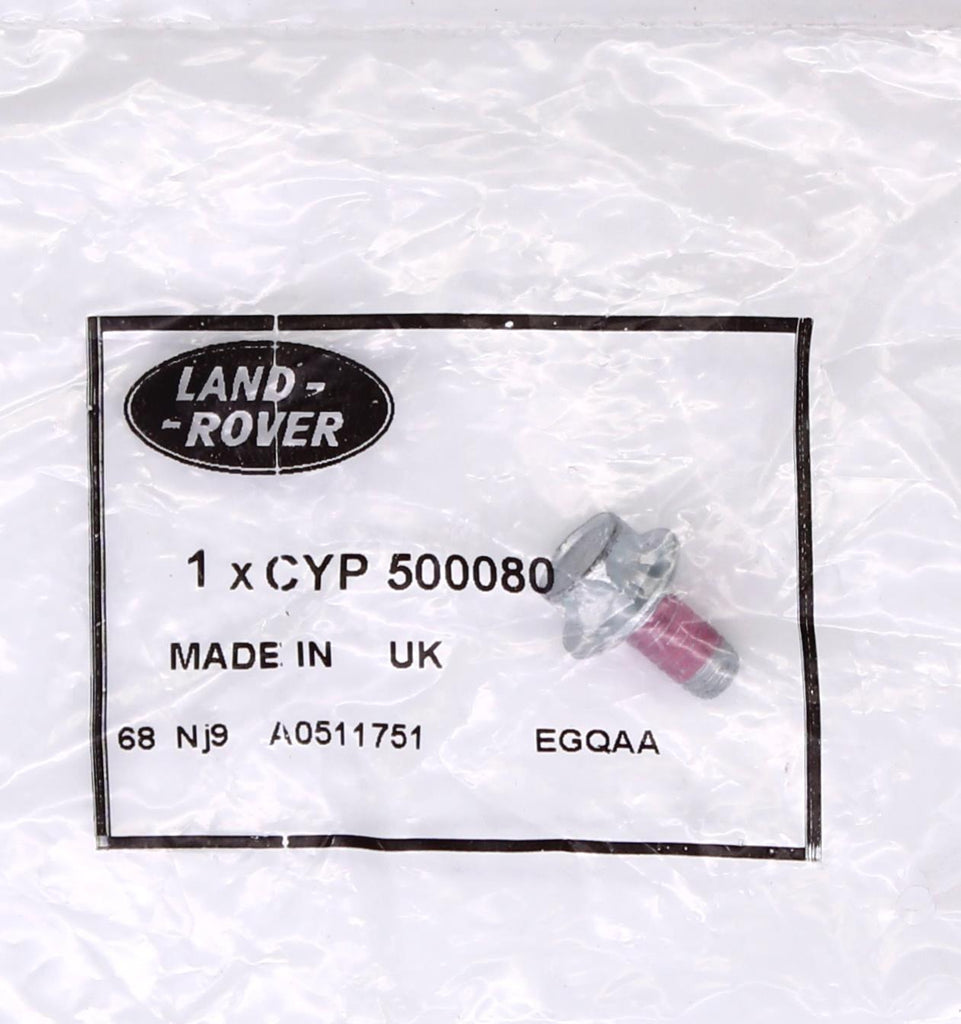 LAND -
-ROVER
1 x CYP 500080
MADE IN UK
68 Nj9 A0511751 EGQAA